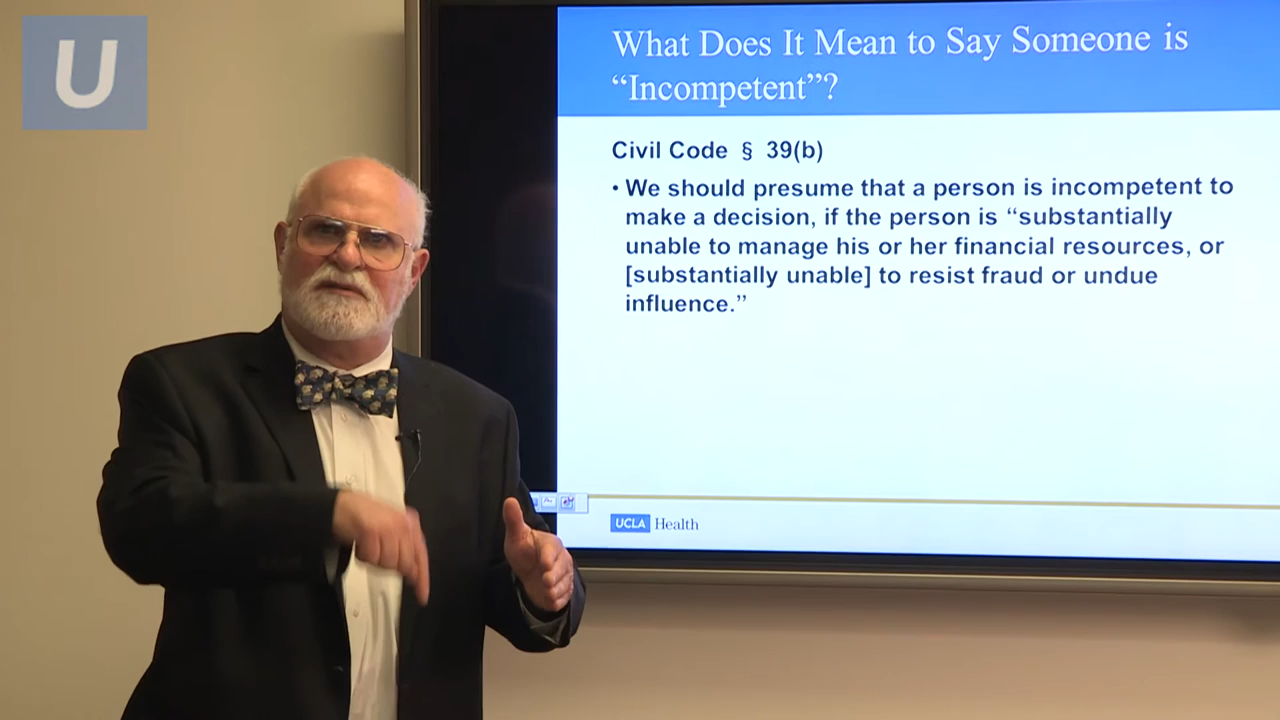 U
What Does It Mean to Say Someone is
“Incompetent”?
Civil Code § 39(b)
• We should presume that a person is incompetent to
make a decision, if the person is “substantially
unable to manage his or her financial resources, or
[substantially unable] to resist fraud or undue
influence.”
UCLA Health